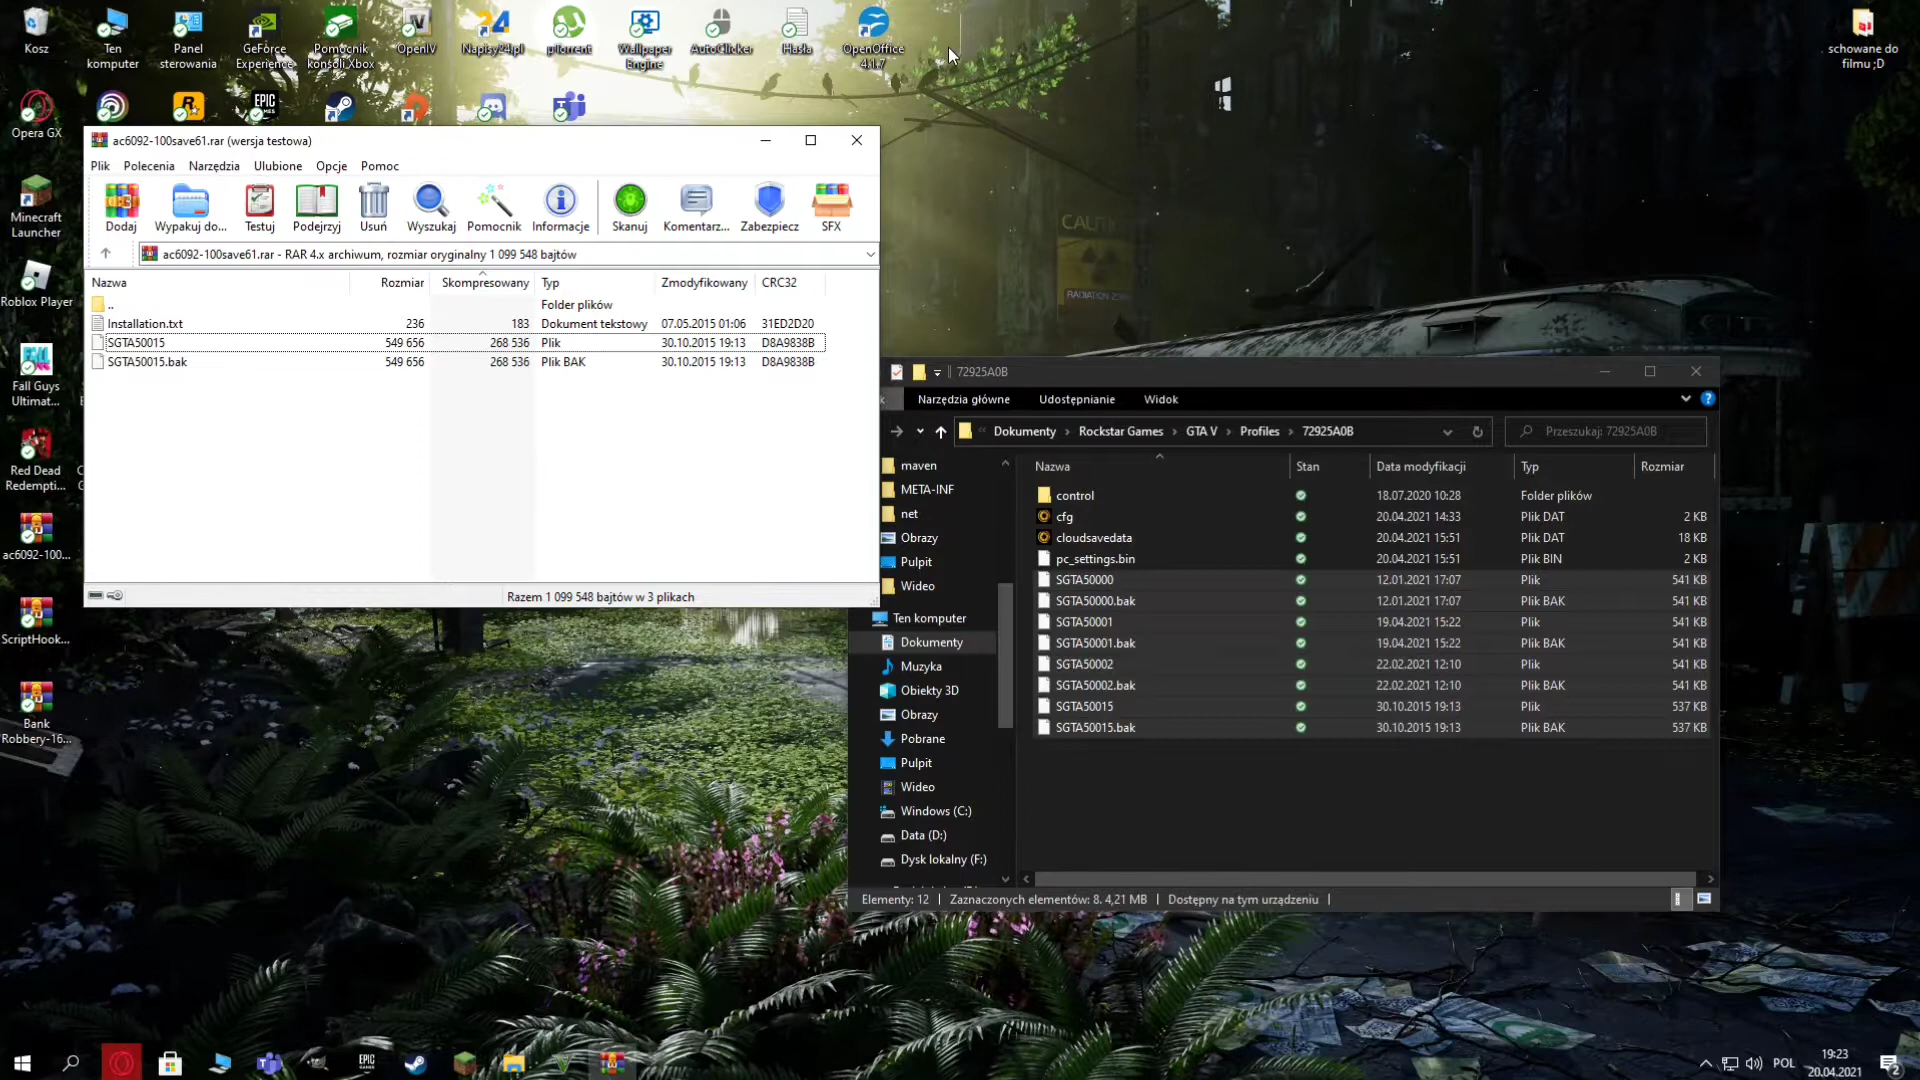 Kosz
Ten komputer
Panel sterowania
GeForce Experience
Pomocnik konsoli Xbox
OpenIV
Napisy24.pl
µTorrent
Wallpaper Engine
AutoClicker
Hasła
OpenOffice 4.1.7
schowane do filmu ;D
Opera GX
Minecraft Launcher
Roblox Player
Fall Guys Ultimat...
Red Dead Redempti...
ac6092-100...
ScriptHook...
Bank Robbery-16...
ac6092-100save61.rar (wersja testowa)
Plik Polecenia Narzędzia Ulubione Opcje Pomoc
Dodaj Wypakuj do... Testuj Podejrzyj Usuń Wyszukaj Pomocnik Informacje Skanuj Komentarz... Zabezpiecz SFX
ac6092-100save61.rar - RAR 4.x archiwum, rozmiar oryginalny 1 099 548 bajtów
Nazwa Rozmiar Skompresowany Typ Zmodyfikowany CRC32
.. Folder plików
Installation.txt 236 183 Dokument tekstowy 07.05.2015 01:06 31ED2D20
SGTA50015 549 656 268 536 Plik 30.10.2015 19:13 D8A9838B
SGTA50015.bak 549 656 268 536 Plik BAK 30.10.2015 19:13 D8A9838B
Razem 1 099 548 bajtów w 3 plikach
CAUTI
RADIATION
72925A0B
k Narzędzia główne Udostępnianie Widok
« Dokumenty › Rockstar Games › GTA V › Profiles › 72925A0B
Przeszukaj: 72925A0B
maven
META-INF
net
Obrazy
Pulpit
Wideo
Ten komputer
Dokumenty
Muzyka
Obiekty 3D
Obrazy
Pobrane
Pulpit
Wideo
Windows (C:)
Data (D:)
Dysk lokalny (F:)
Nazwa Stan Data modyfikacji Typ Rozmiar
control 18.07.2020 10:28 Folder plików
cfg 20.04.2021 14:33 Plik DAT 2 KB
cloudsavedata 20.04.2021 15:51 Plik DAT 18 KB
pc_settings.bin 20.04.2021 15:51 Plik BIN 2 KB
SGTA50000 12.01.2021 17:07 Plik 541 KB
SGTA50000.bak 12.01.2021 17:07 Plik BAK 541 KB
SGTA50001 19.04.2021 15:22 Plik 541 KB
SGTA50001.bak 19.04.2021 15:22 Plik BAK 541 KB
SGTA50002 22.02.2021 12:10 Plik 541 KB
SGTA50002.bak 22.02.2021 12:10 Plik BAK 541 KB
SGTA50015 30.10.2015 19:13 Plik 537 KB
SGTA50015.bak 30.10.2015 19:13 Plik BAK 537 KB
Elementy: 12 Zaznaczonych elementów: 8. 4,21 MB Dostępny na tym urządzeniu
POL
19:23
20.04.2021